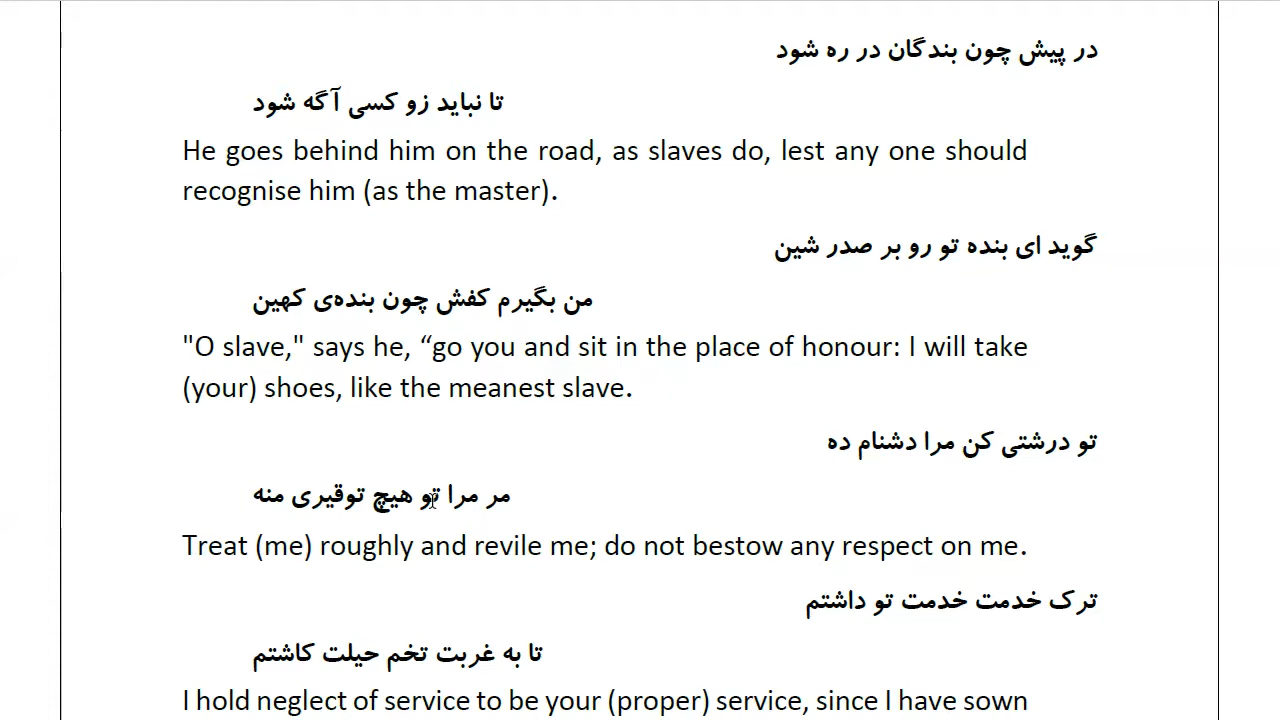 در پیش چون بندگان در ره شود
تا نباید زو کسی آگه شود
He goes behind him on the road, as slaves do, lest any one should
recognise him (as the master).
گوید ای بنده تو رو بر صدر شین
من بگیرم کفش چون بنده‌ی کهین
"O slave," says he, “go you and sit in the place of honour: I will take
(your) shoes, like the meanest slave.
تو درشتی کن مرا دشنام ده
مر مرا تو هیچ توقیری منه
Treat (me) roughly and revile me; do not bestow any respect on me.
ترک خدمت خدمت تو داشتم
تا به غربت تخم حیلت کاشتم
I hold neglect of service to be your (proper) service, since I have sown